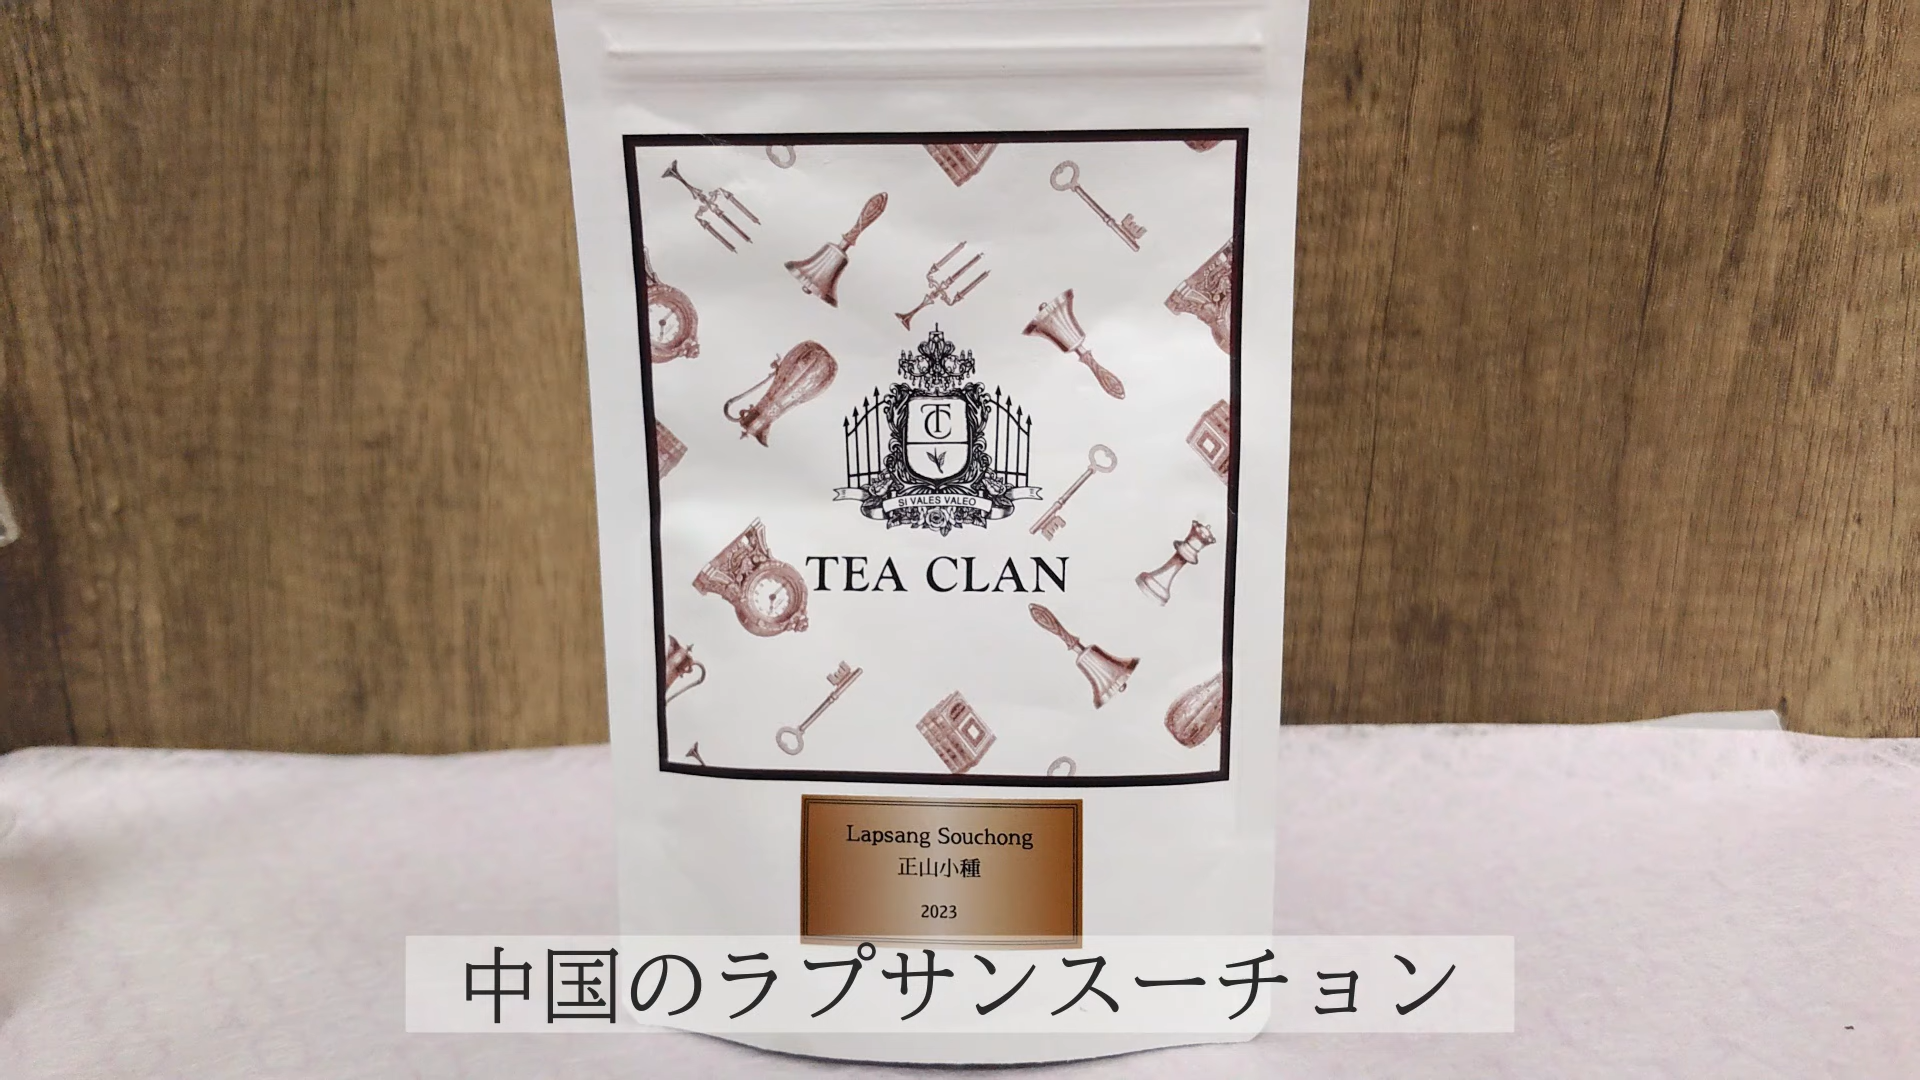 TC
SI VALES VALEO
TEA CLAN
Lapsang Souchong
正山小種
2023
中国のラプサンスーチョン